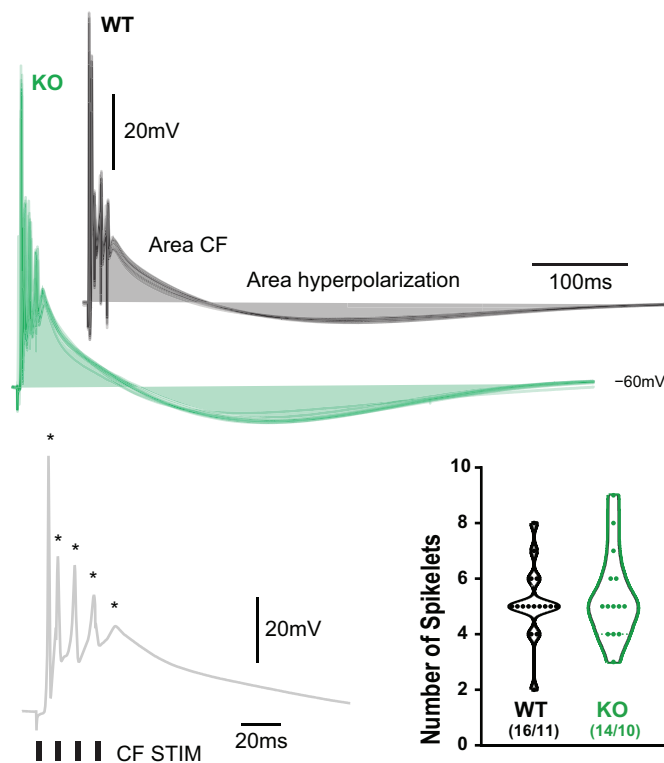 WT
KO
20mV
Area CF
Area hyperpolarization
100ms
−60mV
*
*
*
*
*
20mV
20ms
CF STIM
Number of Spikelets
10
8
6
4
2
0
WT
(16/11)
KO
(14/10)